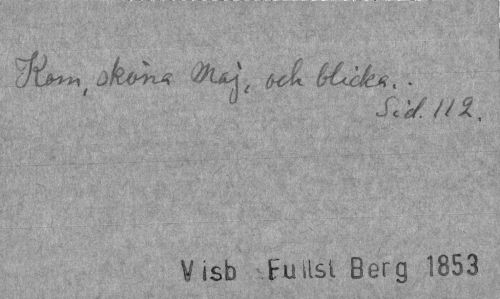 Kom, sköna Maj, och blicka..
Sid. 112.
Visb Fullst Berg 1853